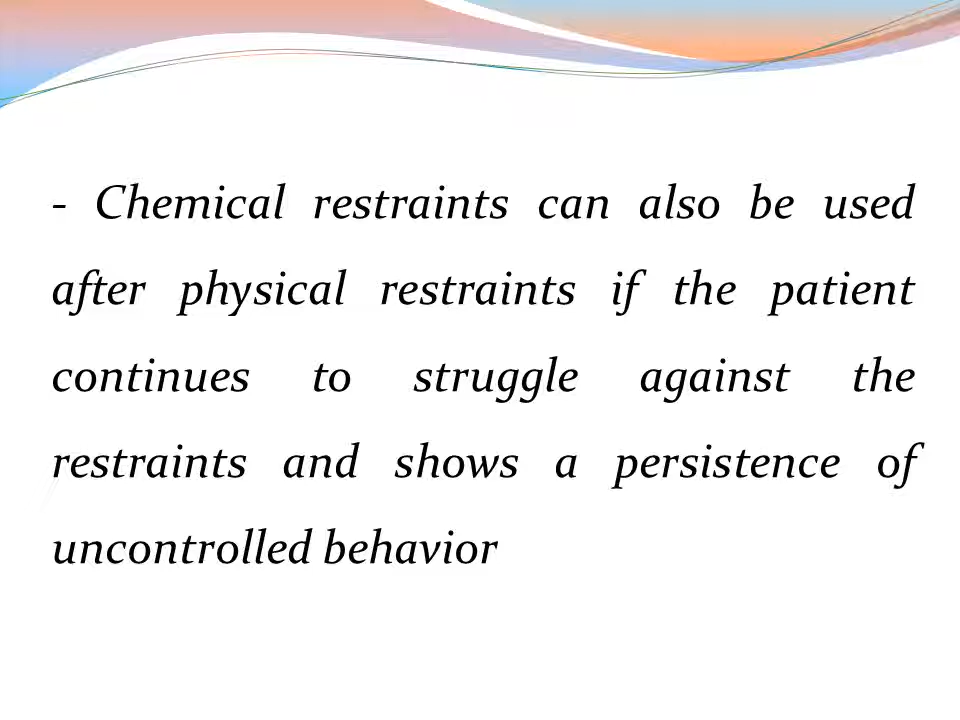 - Chemical restraints can also be used
after physical restraints if the patient
continues to struggle against the
restraints and shows a persistence of
uncontrolled behavior